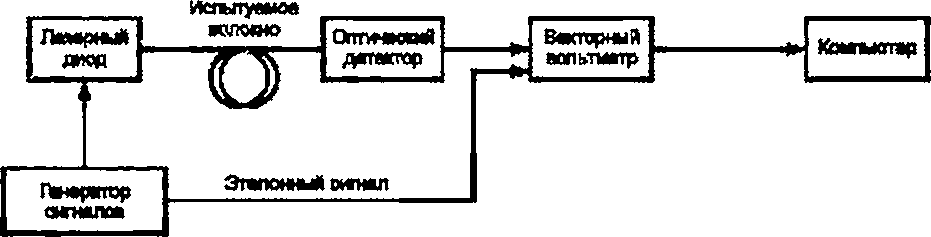 Испытуемое
волокно
Лазерный
диод
Оптический
детектор
Векторный
вольтметр
Компьютер
Генератор
сигналов
Эталонный сигнал